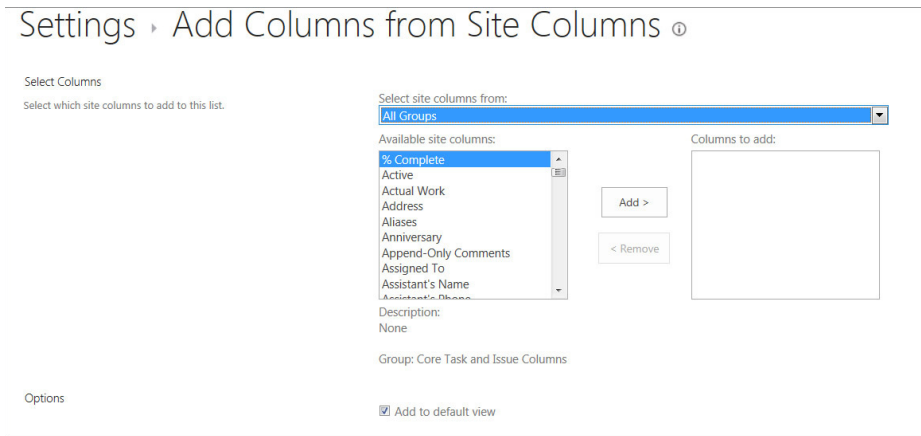 Settings ▸ Add Columns from Site Columns
Select Columns
Select which site columns to add to this list.
Select site columns from:
All Groups
Available site columns:
Columns to add:
% Complete
Active
Actual Work
Address
Aliases
Anniversary
Append-Only Comments
Assigned To
Assistant's Name
Assistant's Phone
Add >
< Remove
Description:
None
Group: Core Task and Issue Columns
Options
Add to default view